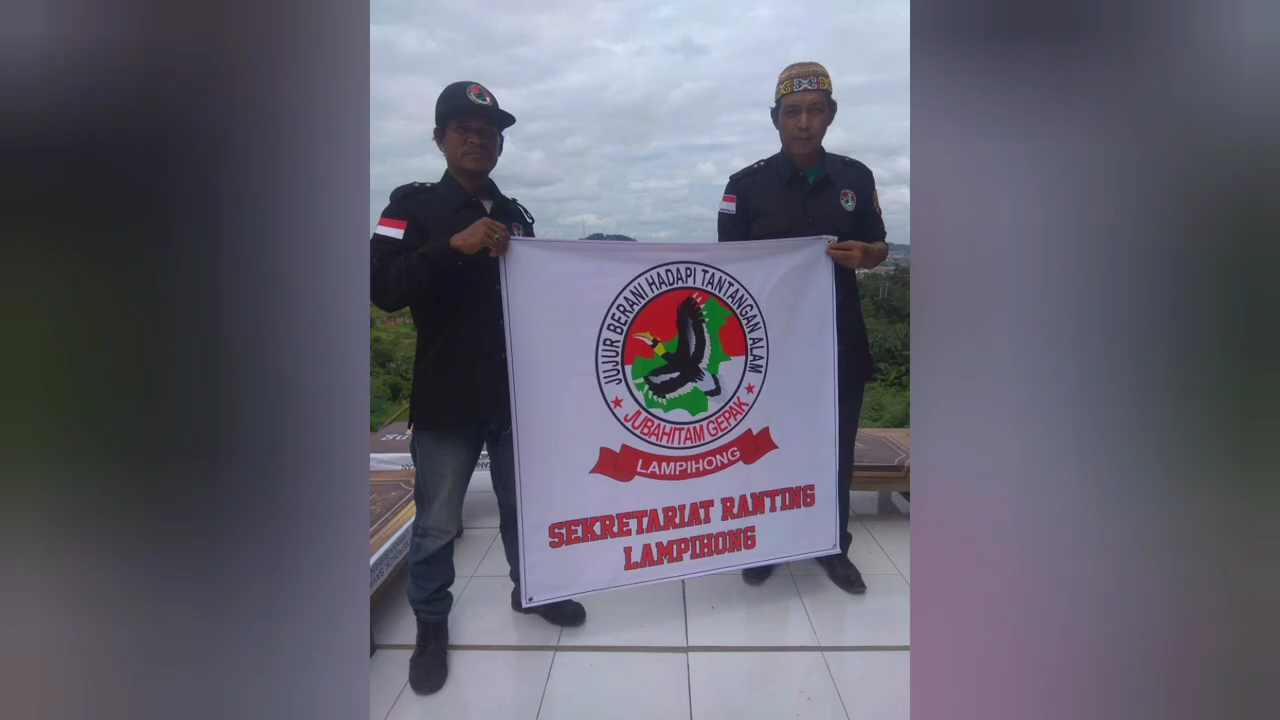 JUJUR BERANI HADAPI TANTANGAN ALAM
★ JUBAHITAM GEPAK ★
LAMPIHONG
SEKRETARIAT RANTING
LAMPIHONG